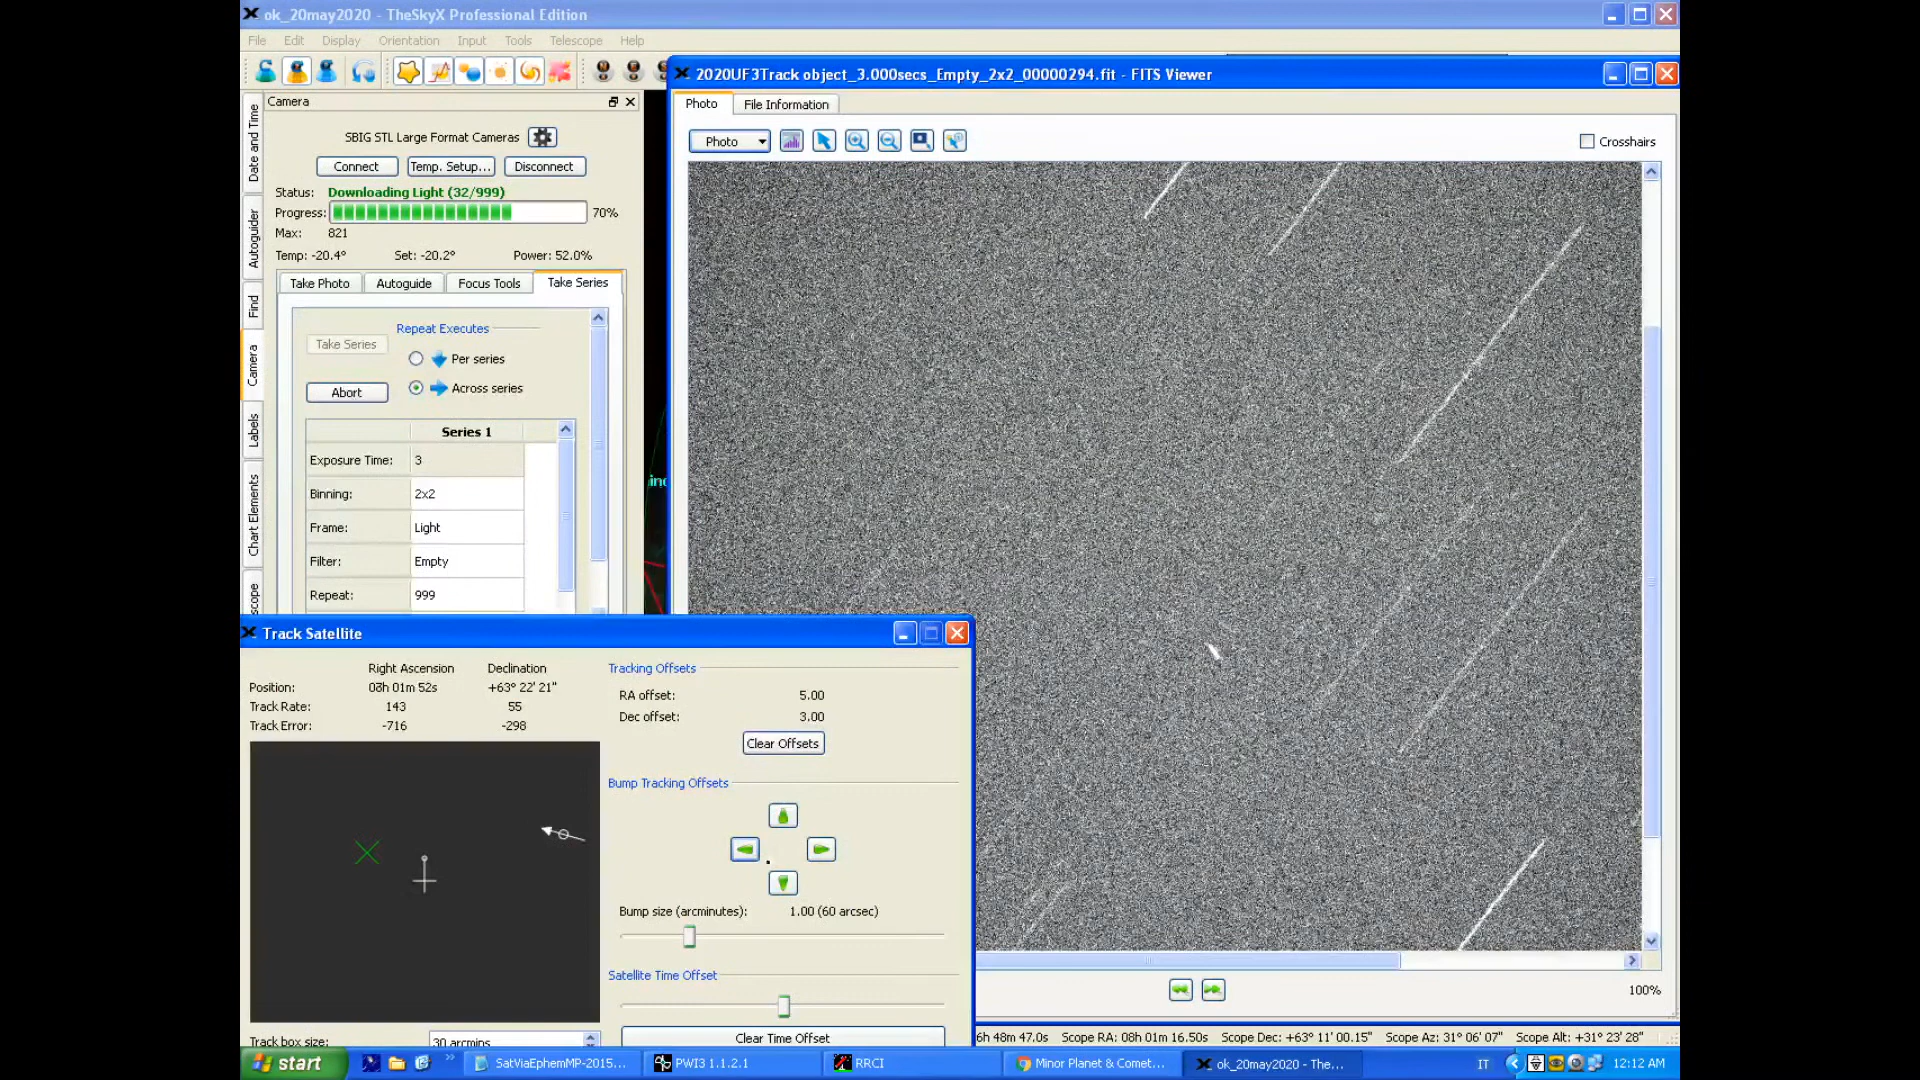 ok_20may2020 - TheSkyX Professional Edition
File Edit Display Orientation Input Tools Telescope Help
2020UF3Track object_3.000secs_Empty_2x2_00000294.fit - FITS Viewer
Camera
Photo File Information
Photo
Crosshairs
Date and Time
Autoguider
Find
Camera
Labels
Chart Elements
SBIG STL Large Format Cameras
Connect Temp. Setup... Disconnect
Status: Downloading Light (32/999)
Progress: 70%
Max: 821
Temp: -20.4° Set: -20.2° Power: 52.0%
Take Photo Autoguide Focus Tools Take Series
Repeat Executes
Take Series
Per series
Abort
Across series
Series 1
Exposure Time: 3
Binning: 2x2
Frame: Light
Filter: Empty
Repeat: 999
Track Satellite
Right Ascension Declination
Position: 08h 01m 52s +63° 22' 21"
Track Rate: 143 55
Track Error: -716 -298
Tracking Offsets
RA offset: 5.00
Dec offset: 3.00
Clear Offsets
Bump Tracking Offsets
Bump size (arcminutes): 1.00 (60 arcsec)
Satellite Time Offset
Clear Time Offset
Track box size: 30 arcmins
100%
6h 48m 47.0s Scope RA: 08h 01m 16.50s Scope Dec: +63° 11' 00.15" Scope Az: 31° 06' 07" Scope Alt: +31° 23' 28"
start SatViaEphemMP-2015... PWI3 1.1.2.1 RRCI Minor Planet & Comet... ok_20may2020 - The... IT 12:12 AM